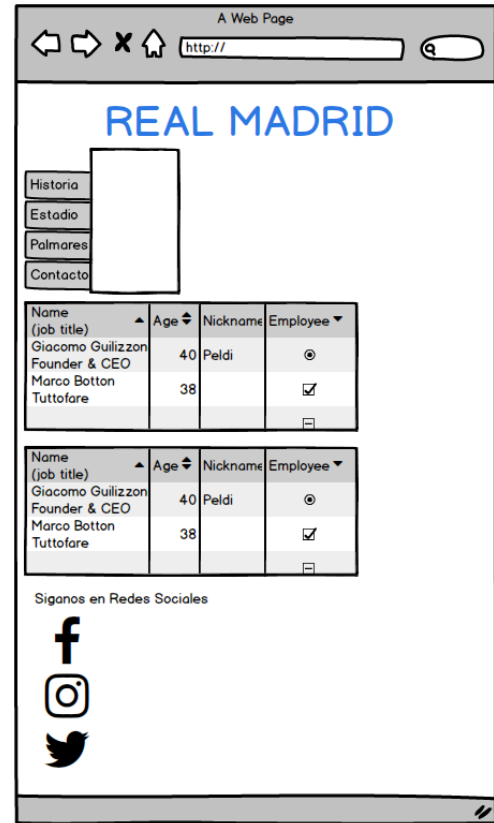 A Web Page
http://
REAL MADRID
Historia
Estadio
Palmares
Contacto
Name
(job title) Age Nickname Employee
Giacomo Guilizzon
Founder & CEO 40 Peldi
Marco Botton
Tuttofare 38
Name
(job title) Age Nickname Employee
Giacomo Guilizzon
Founder & CEO 40 Peldi
Marco Botton
Tuttofare 38
Siganos en Redes Sociales